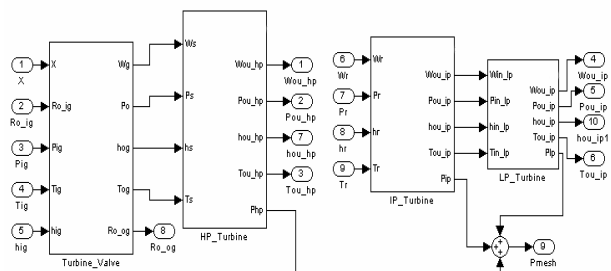 1 X
2 Ro_ig
3 Pig
4 Tig
5 hig
X Wg
Ro_ig Po
Pig hog
Tig Tog
hig Ro_og
Turbine_Valve
8 Ro_og
Ws Wou_hp
Ps Pou_hp
hs hou_hp
Ts Tou_hp
Php
HP_Turbine
1 Wou_hp
2 Pou_hp
7 hou_hp
3 Tou_hp
6 Wr
7 Pr
8 hr
9 Tr
Wr Wou_ip
Pr Pou_ip
hr hou_ip
Tr Tou_ip
Pip
IP_Turbine
Win_lp Wou_ip
Pin_lp Pou_ip
hin_lp hou_ip
Tin_lp Tou_ip
Plp
LP_Turbine
4 Wou_ip
5 Pou_ip
10 hou_ip1
6 Tou_ip
+
+
+
9 Pmesh